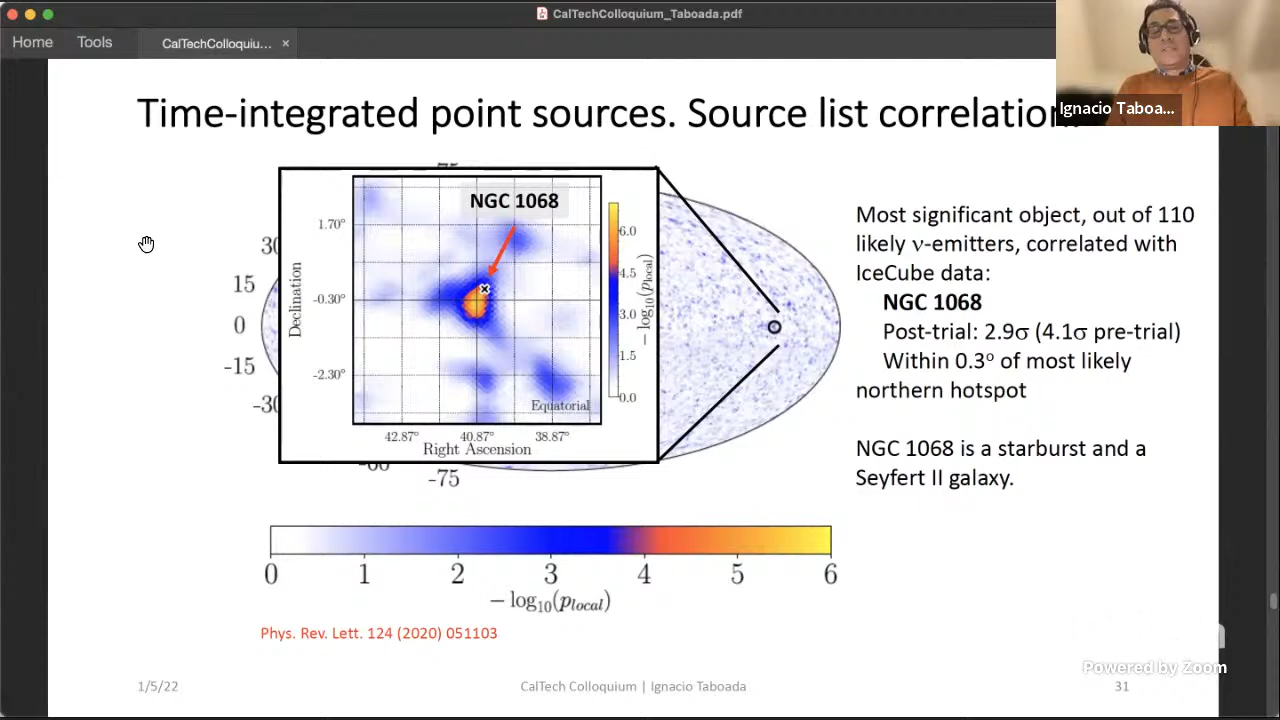 CalTechColloquium_Taboada.pdf
Home
Tools
CalTechColloquiu... ×
Ignacio Taboa...
Time-integrated point sources. Source list correlation
NGC 1068
1.70°
-0.30°
-2.30°
Declination
42.87°
40.87°
38.87°
Right Ascension
Equatorial
6.0
4.5
3.0
1.5
0.0
−log₁₀(p_local)
15
0
-15
-75
Most significant object, out of 110
likely ν-emitters, correlated with
IceCube data:
NGC 1068
Post-trial: 2.9σ (4.1σ pre-trial)
Within 0.3° of most likely
northern hotspot
NGC 1068 is a starburst and a
Seyfert II galaxy.
0 1 2 3 4 5 6
− log₁₀(p_local)
Phys. Rev. Lett. 124 (2020) 051103
Powered by Zoom
1/5/22
CalTech Colloquium | Ignacio Taboada
31